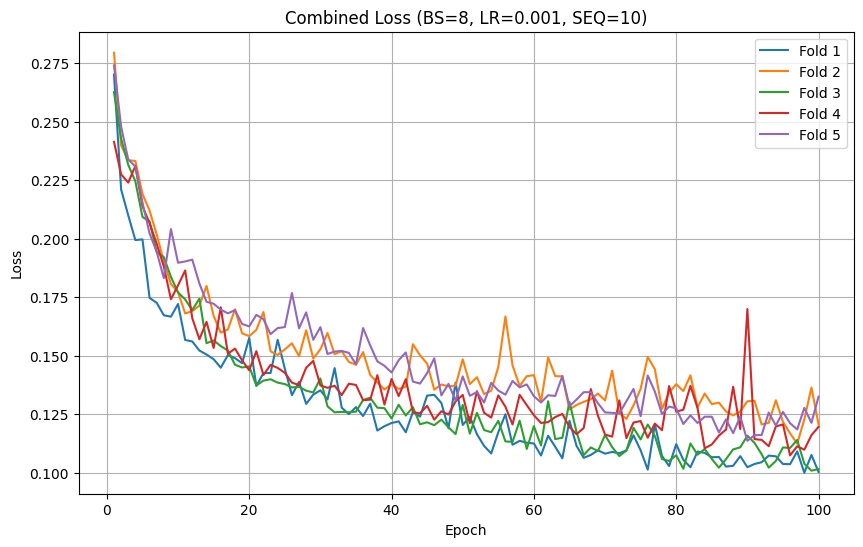 Combined Loss (BS=8, LR=0.001, SEQ=10)
Loss
0.275
0.250
0.225
0.200
0.175
0.150
0.125
0.100
Fold 1
Fold 2
Fold 3
Fold 4
Fold 5
0 20 40 60 80 100
Epoch